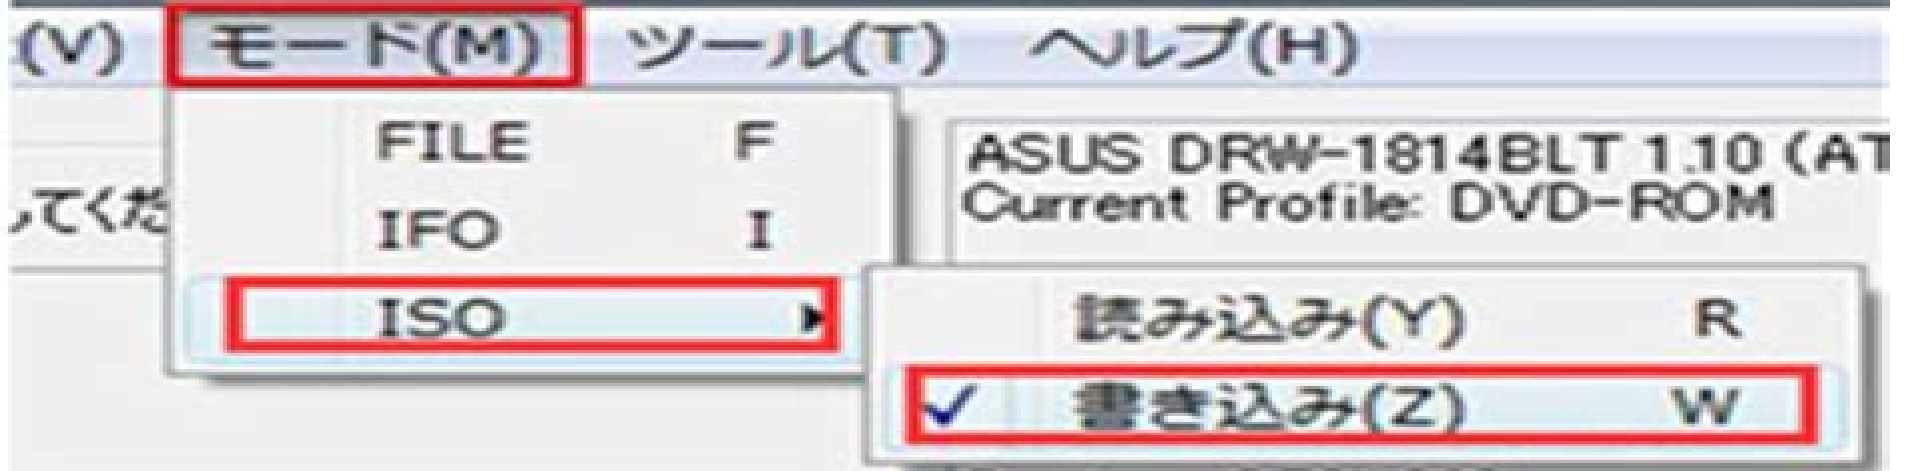 (V) モード(M) ツール(T) ヘルプ(H)
FILE F
ASUS DRW-1814BLT 1.10 (AT
Current Profile: DVD-ROM
してくだ
IFO I
ISO
読み込み(Y) R
書き込み(Z) W